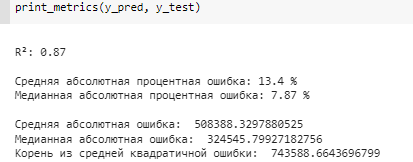 print_metrics(y_pred, y_test)
R²: 0.87
Средняя абсолютная процентная ошибка: 13.4 %
Медианная абсолютная процентная ошибка: 7.87 %
Средняя абсолютная ошибка:  508388.3297880525
Медианная абсолютная ошибка:  324545.79927182756
Корень из средней квадратичной ошибки:  743588.6643696799